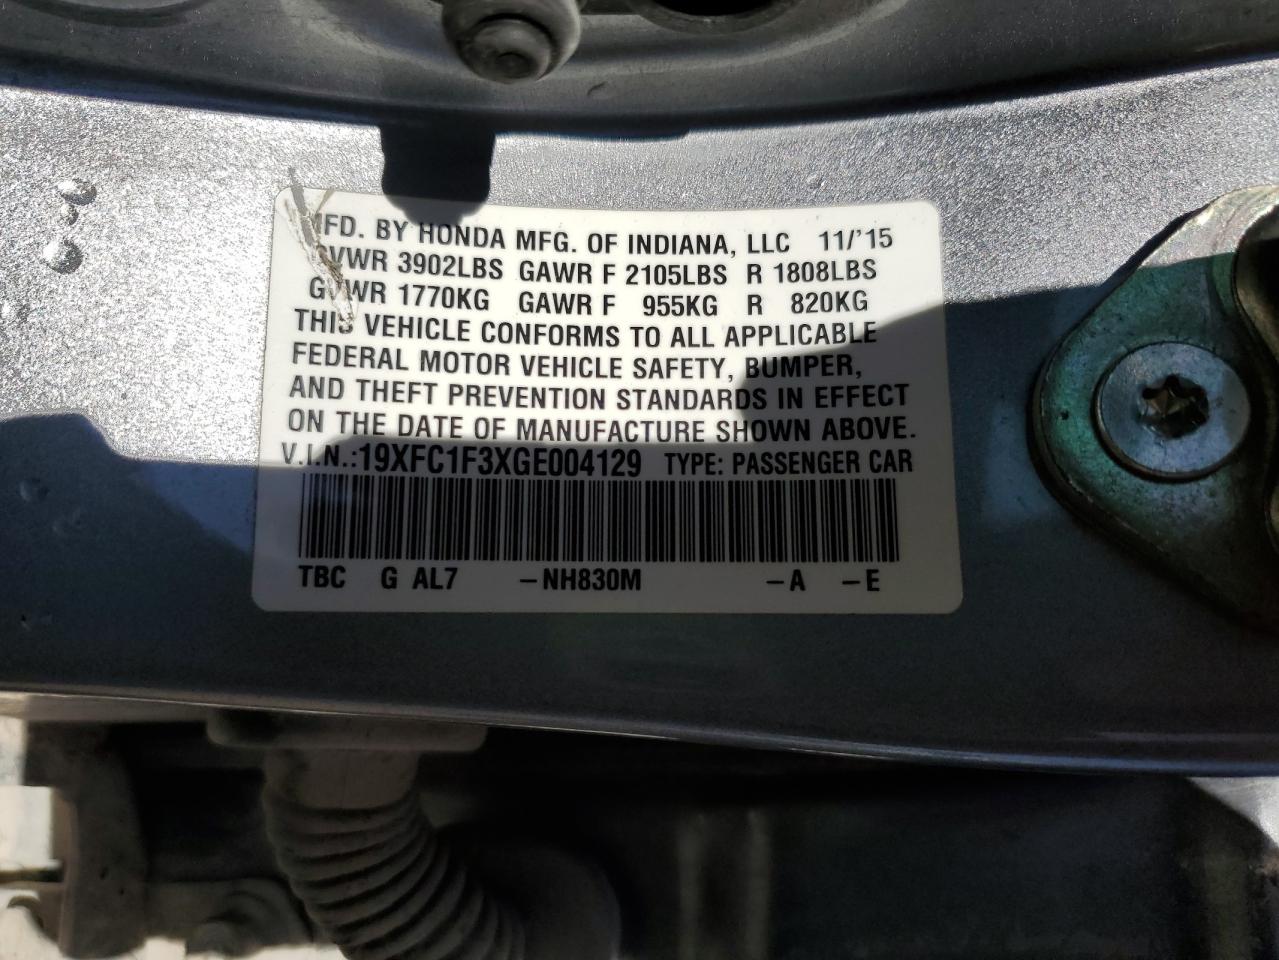 MFD. BY HONDA MFG. OF INDIANA, LLC 11/'15
GVWR 3902LBS GAWR F 2105LBS R 1808LBS
GVWR 1770KG GAWR F 955KG R 820KG
THIS VEHICLE CONFORMS TO ALL APPLICABLE
FEDERAL MOTOR VEHICLE SAFETY, BUMPER,
AND THEFT PREVENTION STANDARDS IN EFFECT
ON THE DATE OF MANUFACTURE SHOWN ABOVE.
V.I.N.:19XFC1F3XGE004129 TYPE: PASSENGER CAR
TBC G AL7 –NH830M –A –E